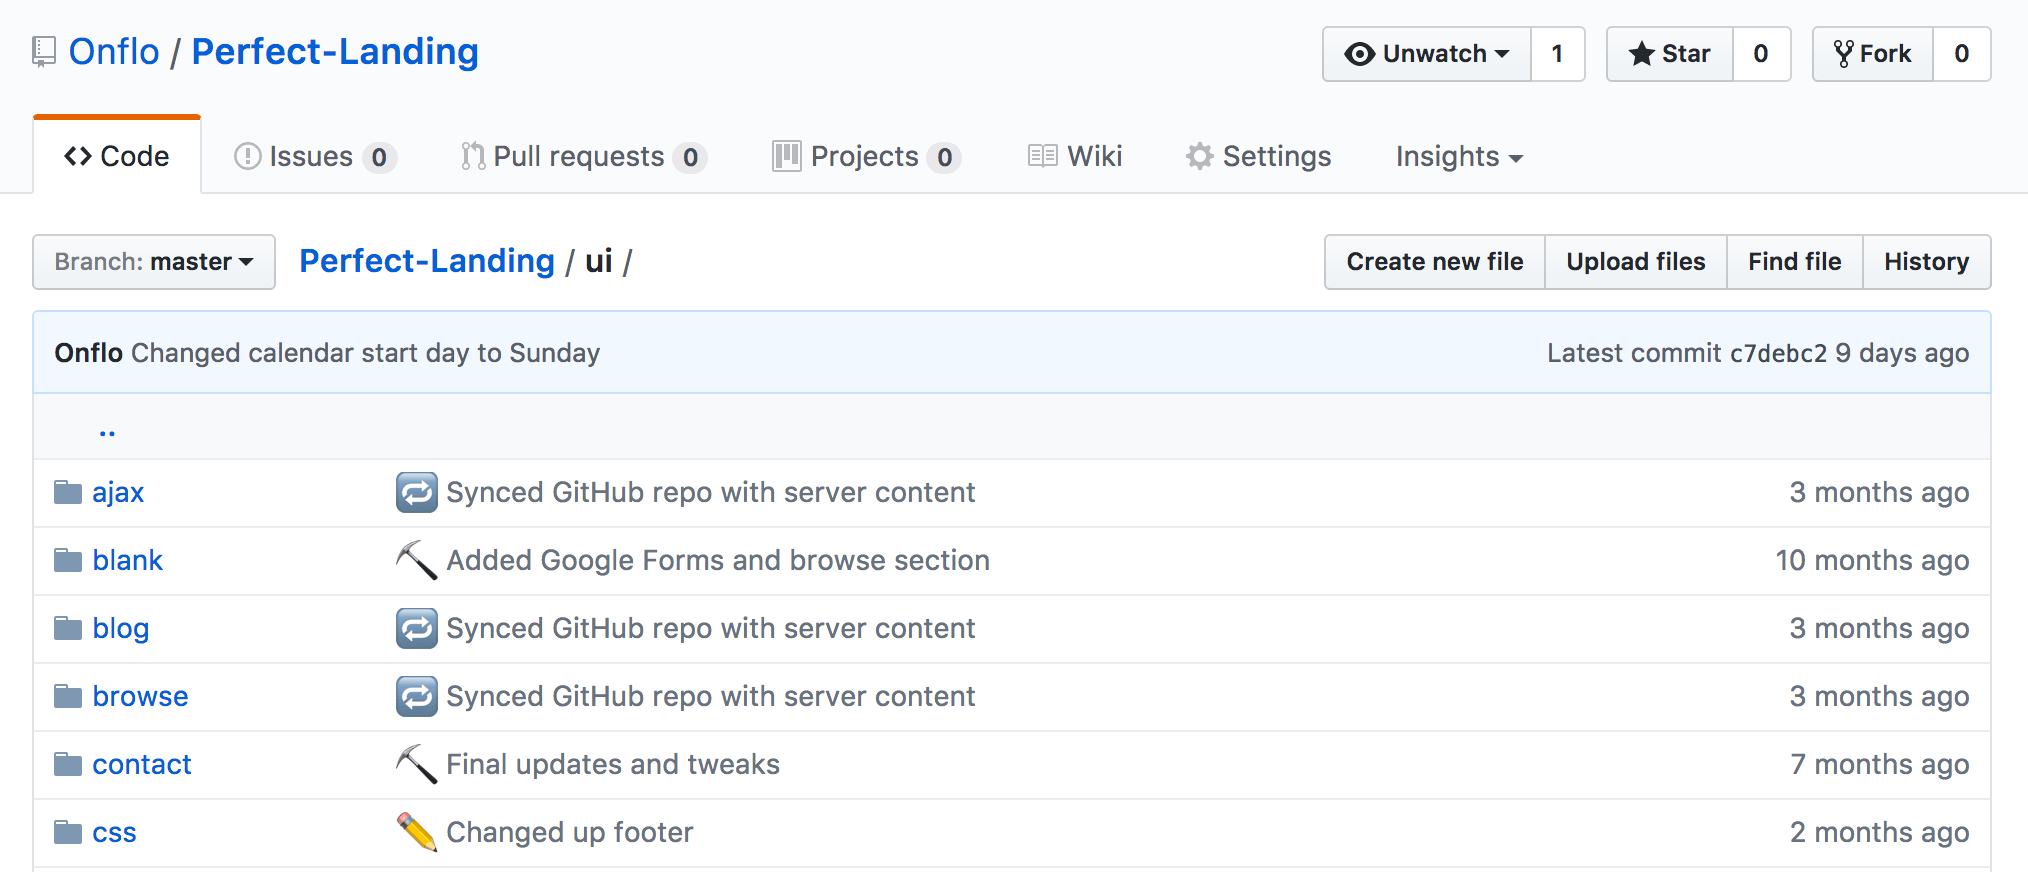 Onflo / Perfect-Landing Unwatch 1 Star 0 Fork 0
Code Issues 0 Pull requests 0 Projects 0 Wiki Settings Insights
Branch: master Perfect-Landing / ui / Create new file Upload files Find file History
Onflo Changed calendar start day to Sunday Latest commit c7debc2 9 days ago
..
ajax Synced GitHub repo with server content 3 months ago
blank Added Google Forms and browse section 10 months ago
blog Synced GitHub repo with server content 3 months ago
browse Synced GitHub repo with server content 3 months ago
contact Final updates and tweaks 7 months ago
css Changed up footer 2 months ago